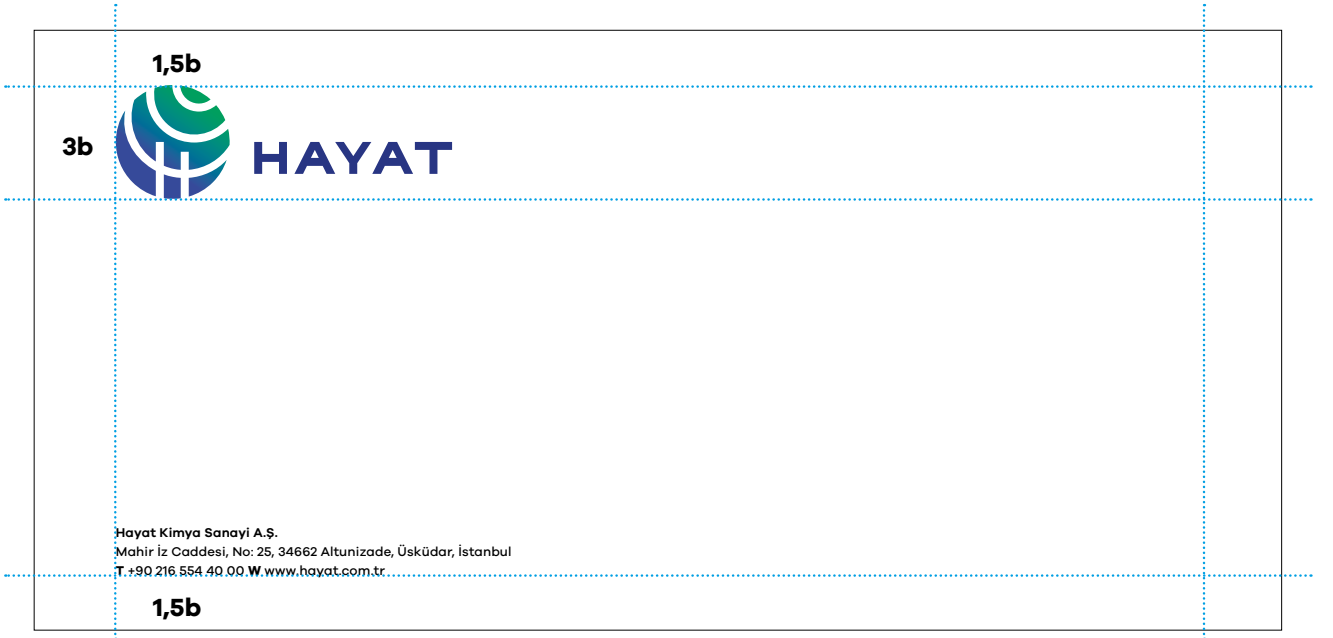 1,5b
3b
HAYAT
Hayat Kimya Sanayi A.Ş.
Mahir İz Caddesi, No: 25, 34662 Altunizade, Üsküdar, İstanbul
T +90 216 554 40 00 W www.hayat.com.tr
1,5b